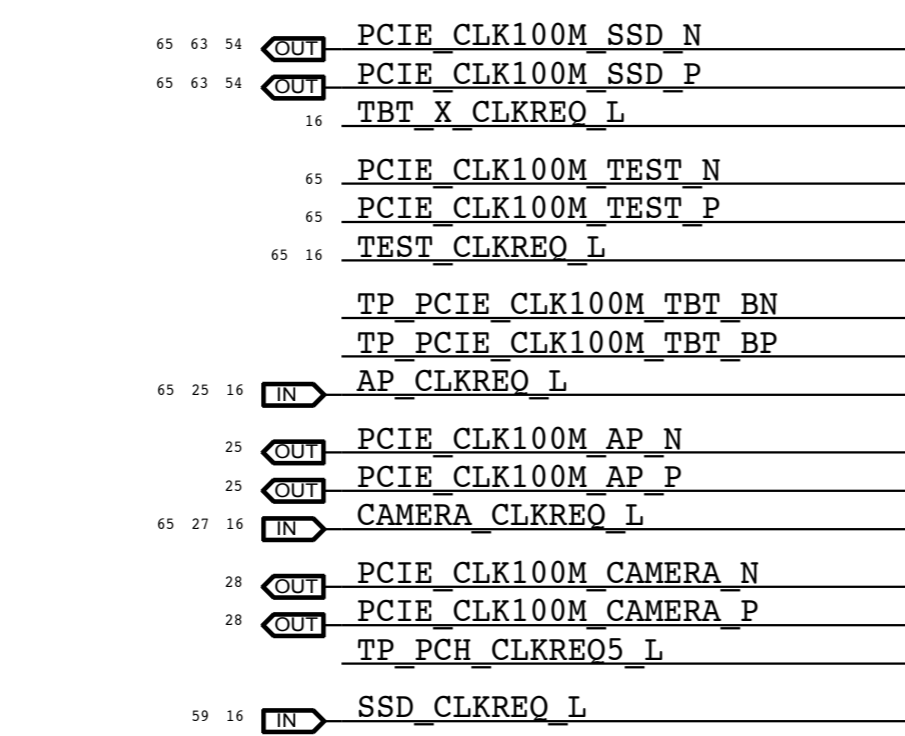 65 63 54 OUT PCIE_CLK100M_SSD_N
65 63 54 OUT PCIE_CLK100M_SSD_P
16 TBT_X_CLKREQ_L
65 PCIE_CLK100M_TEST_N
65 PCIE_CLK100M_TEST_P
65 16 TEST_CLKREQ_L
TP_PCIE_CLK100M_TBT_BN
TP_PCIE_CLK100M_TBT_BP
65 25 16 IN AP_CLKREQ_L
25 OUT PCIE_CLK100M_AP_N
25 OUT PCIE_CLK100M_AP_P
65 27 16 IN CAMERA_CLKREQ_L
28 OUT PCIE_CLK100M_CAMERA_N
28 OUT PCIE_CLK100M_CAMERA_P
TP_PCH_CLKREQ5_L
59 16 IN SSD_CLKREQ_L